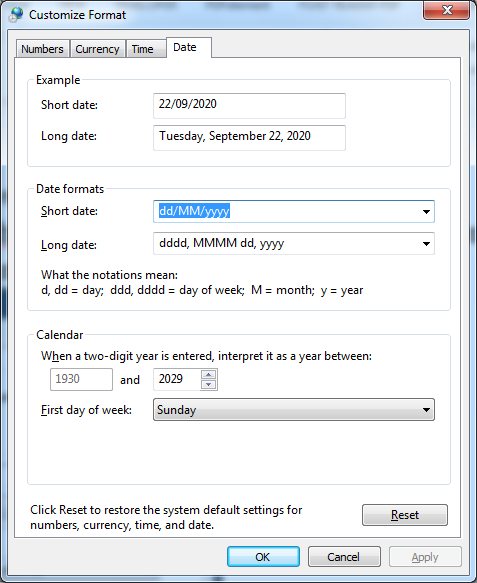 Customize Format
Numbers Currency Time Date
Example
Short date: 22/09/2020
Long date: Tuesday, September 22, 2020
Date formats
Short date: dd/MM/yyyy
Long date: dddd, MMMM dd, yyyy
What the notations mean:
d, dd = day; ddd, dddd = day of week; M = month; y = year
Calendar
When a two-digit year is entered, interpret it as a year between:
1930 and 2029
First day of week: Sunday
Click Reset to restore the system default settings for
numbers, currency, time, and date.
Reset
OK Cancel Apply